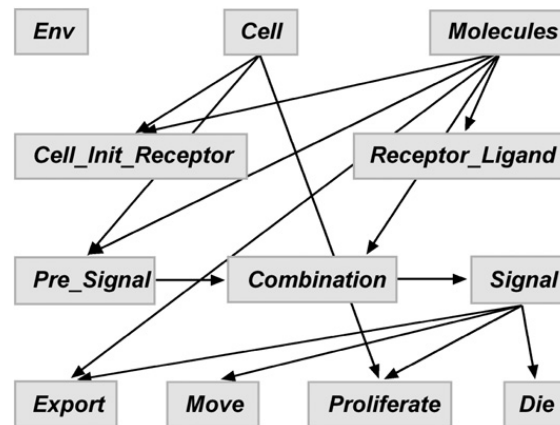 Env Cell Molecules
Cell_Init_Receptor Receptor_Ligand
Pre_Signal Combination Signal
Export Move Proliferate Die